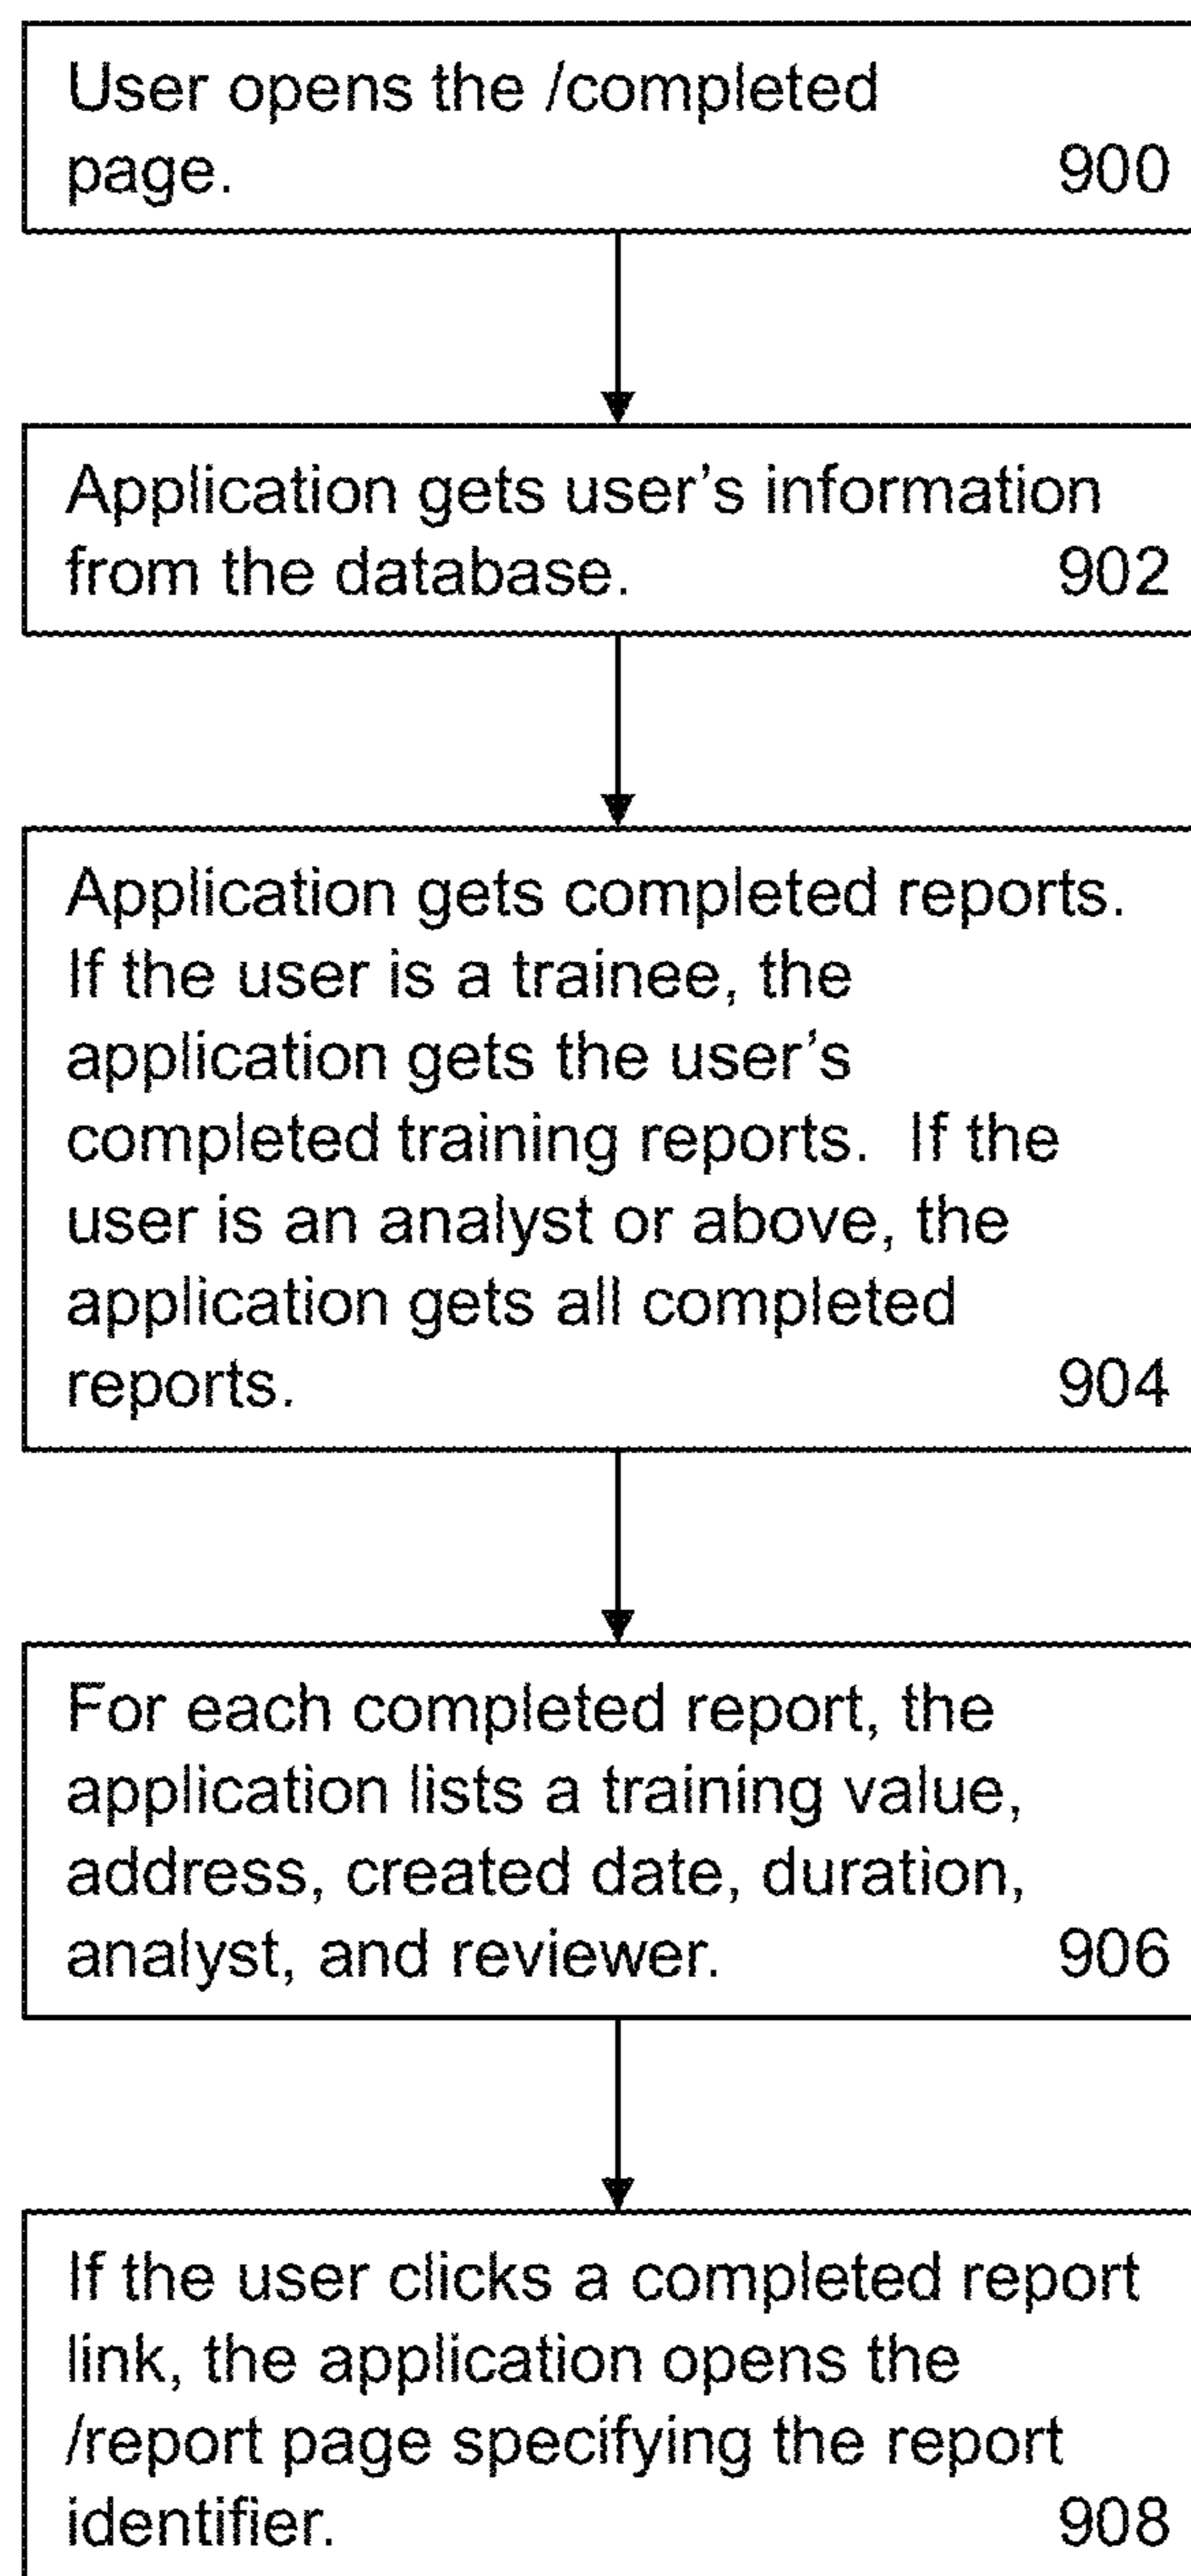 User opens the /completed
page. 900
Application gets user’s information
from the database. 902
Application gets completed reports.
If the user is a trainee, the
application gets the user’s
completed training reports.  If the
user is an analyst or above, the
application gets all completed
reports. 904
For each completed report, the
application lists a training value,
address, created date, duration,
analyst, and reviewer. 906
If the user clicks a completed report
link, the application opens the
/report page specifying the report
identifier. 908